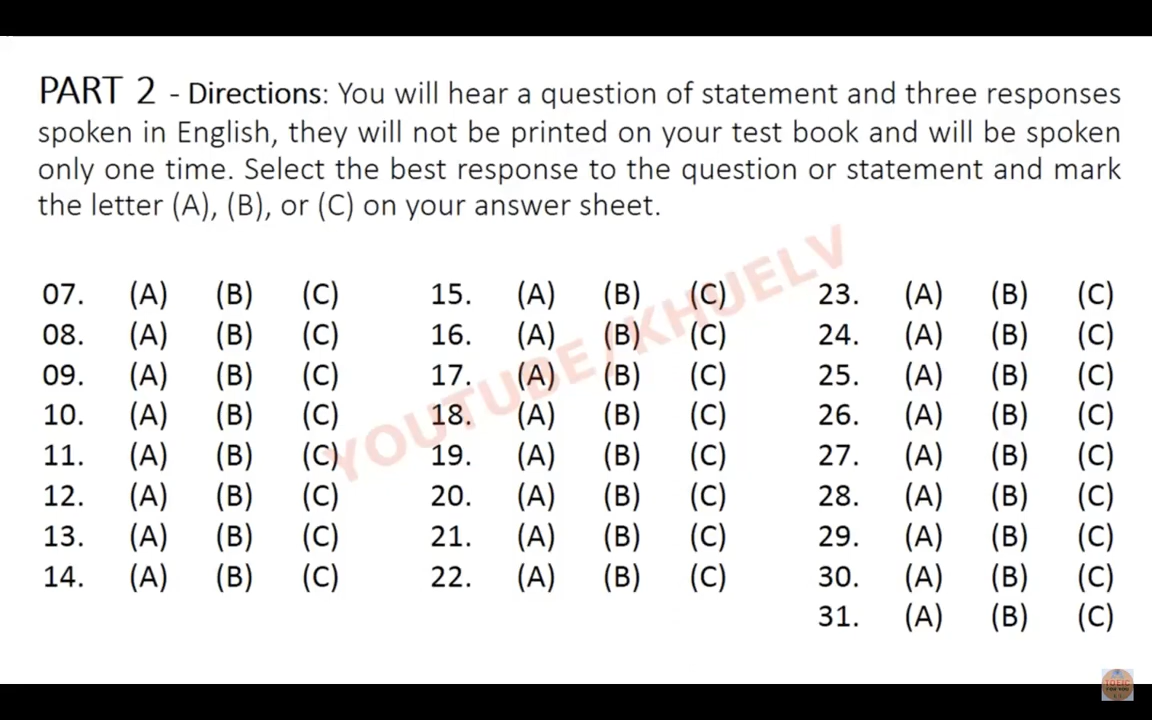 PART 2 - Directions: You will hear a question of statement and three responses
spoken in English, they will not be printed on your test book and will be spoken
only one time. Select the best response to the question or statement and mark
the letter (A), (B), or (C) on your answer sheet.
07. (A) (B) (C)
08. (A) (B) (C)
09. (A) (B) (C)
10. (A) (B) (C)
11. (A) (B) (C)
12. (A) (B) (C)
13. (A) (B) (C)
14. (A) (B) (C)
15. (A) (B) (C)
16. (A) (B) (C)
17. (A) (B) (C)
18. (A) (B) (C)
19. (A) (B) (C)
20. (A) (B) (C)
21. (A) (B) (C)
22. (A) (B) (C)
23. (A) (B) (C)
24. (A) (B) (C)
25. (A) (B) (C)
26. (A) (B) (C)
27. (A) (B) (C)
28. (A) (B) (C)
29. (A) (B) (C)
30. (A) (B) (C)
31. (A) (B) (C)
YOUTUBE/KHUELV
TOEIC
FOR YOU